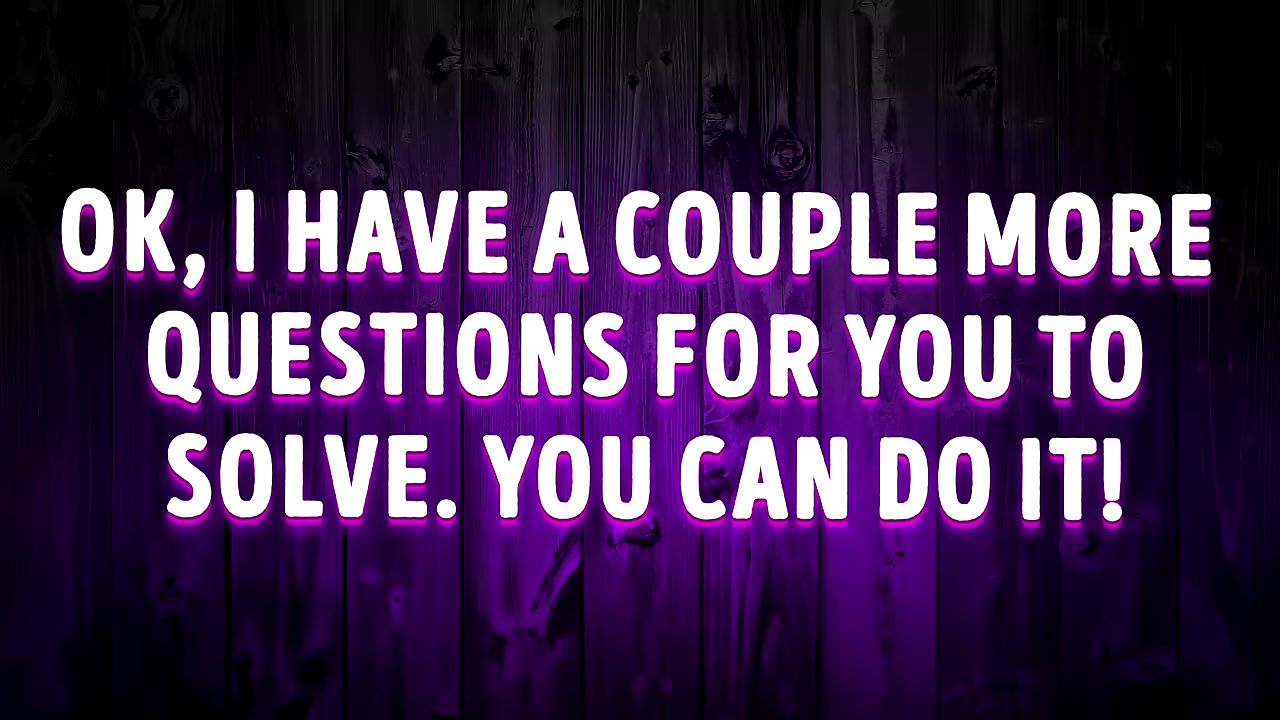 OK, I HAVE A COUPLE MORE
QUESTIONS FOR YOU TO
SOLVE. YOU CAN DO IT!